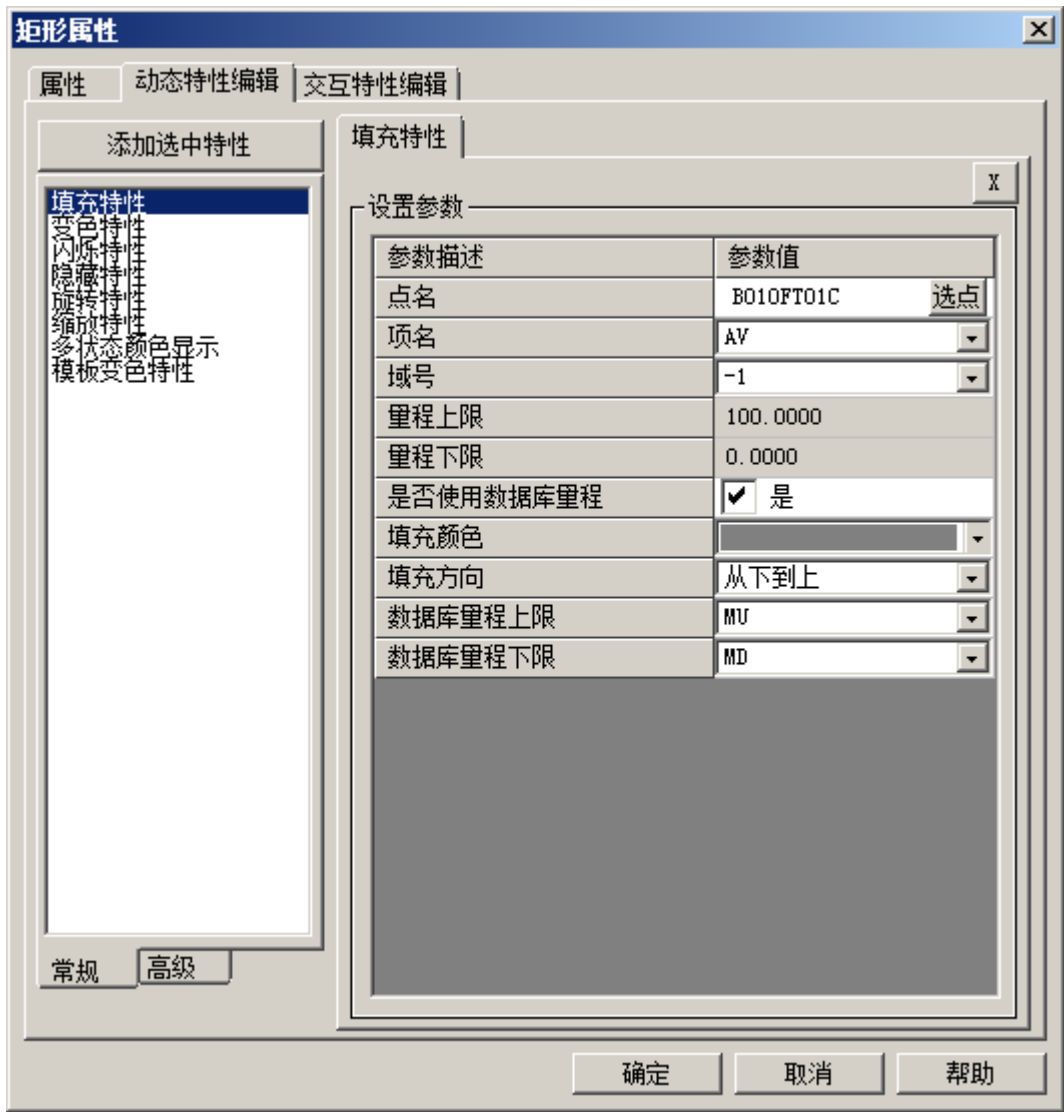 矩形属性
属性 动态特性编辑 交互特性编辑
添加选中特性
填充特性
变色特性
闪烁特性
隐藏特性
旋转特性
缩放特性
多状态颜色显示
模板变色特性
常规 高级
填充特性
X
设置参数
参数描述 参数值
点名 B010FT01C 选点
项名 AV
域号 -1
量程上限 100.0000
量程下限 0.0000
是否使用数据库量程 是
填充颜色
填充方向 从下到上
数据库量程上限 MU
数据库量程下限 MD
确定 取消 帮助